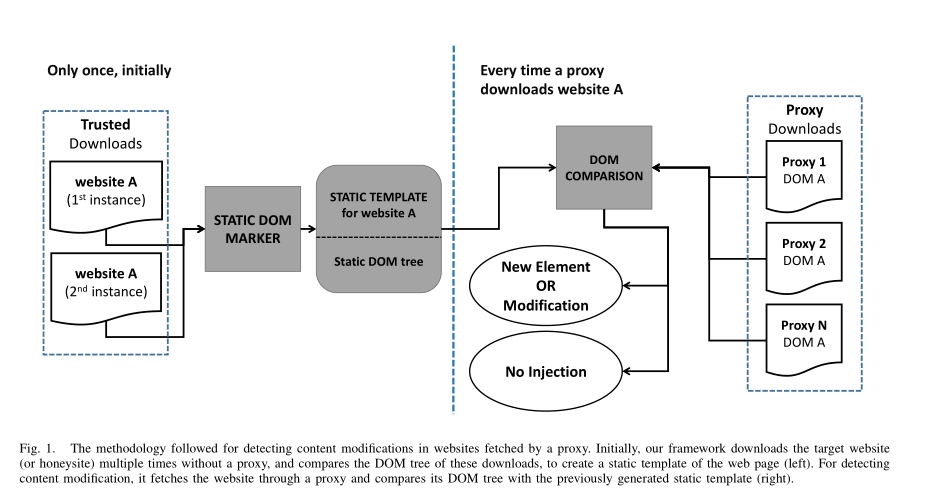 Only once, initially
Trusted
Downloads
website A
(1st instance)
website A
(2nd instance)
STATIC DOM
MARKER
STATIC TEMPLATE
for website A
Static DOM tree
Every time a proxy
downloads website A
DOM
COMPARISON
New Element
OR
Modification
No Injection
Proxy
Downloads
Proxy 1
DOM A
Proxy 2
DOM A
Proxy N
DOM A
Fig. 1. The methodology followed for detecting content modifications in websites fetched by a proxy. Initially, our framework downloads the target website
(or honeysite) multiple times without a proxy, and compares the DOM tree of these downloads, to create a static template of the web page (left). For detecting
content modification, it fetches the website through a proxy and compares its DOM tree with the previously generated static template (right).